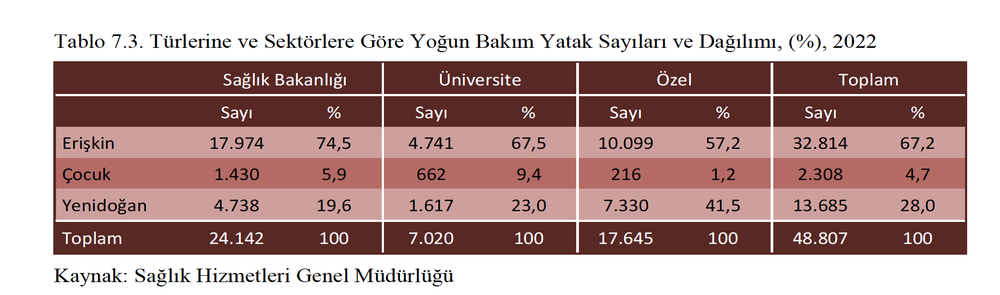 Tablo 7.3. Türlerine ve Sektörlere Göre Yoğun Bakım Yatak Sayıları ve Dağılımı, (%), 2022
Sağlık Bakanlığı Üniversite Özel Toplam
Sayı % Sayı % Sayı % Sayı %
Erişkin 17.974 74,5 4.741 67,5 10.099 57,2 32.814 67,2
Çocuk 1.430 5,9 662 9,4 216 1,2 2.308 4,7
Yenidoğan 4.738 19,6 1.617 23,0 7.330 41,5 13.685 28,0
Toplam 24.142 100 7.020 100 17.645 100 48.807 100
Kaynak: Sağlık Hizmetleri Genel Müdürlüğü